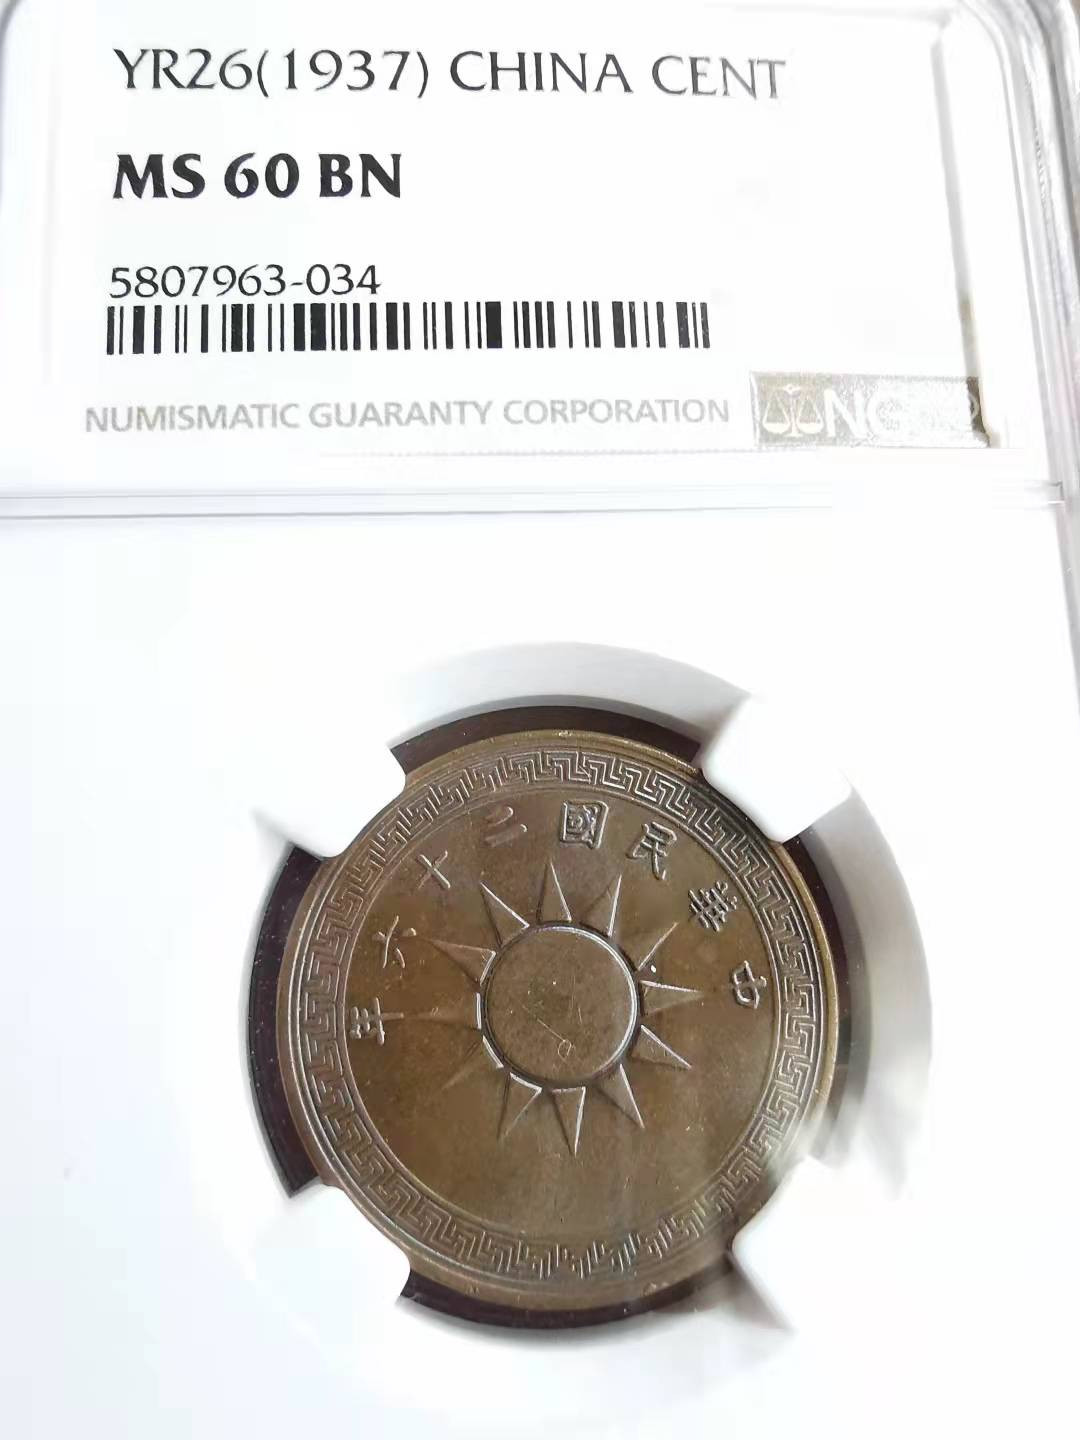 YR26(1937) CHINA CENT
MS 60 BN
5807963-034
NUMISMATIC GUARANTY CORPORATION
NGC
年六十二國民華中